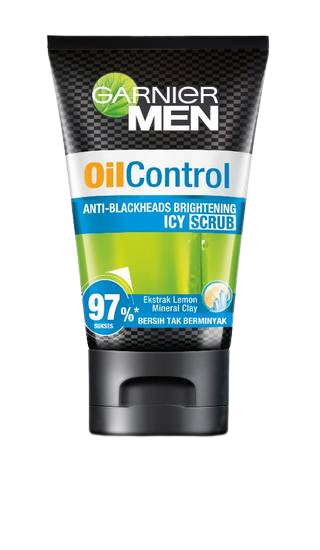 GARNIER
MEN
OilControl
ANTI-BLACKHEADS BRIGHTENING
ICY SCRUB
97%*
SUKSES
Ekstrak Lemon
Mineral Clay
BERSIH TAK BERMINYAK